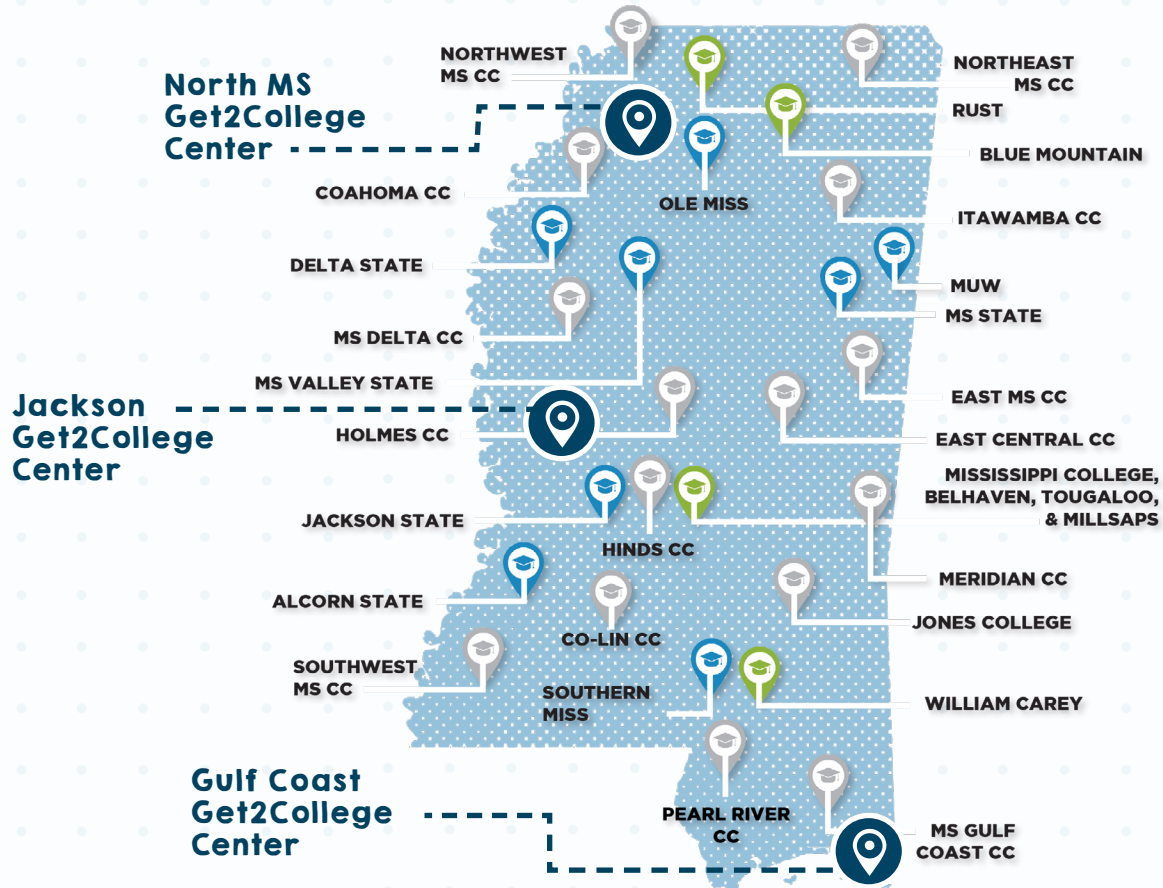 NORTHWEST
MS CC
North MS
Get2College
Center
NORTHEAST
MS CC
RUST
BLUE MOUNTAIN
COAHOMA CC
OLE MISS
ITAWAMBA CC
DELTA STATE
MUW
MS STATE
MS DELTA CC
MS VALLEY STATE
Jackson
Get2College
Center
EAST MS CC
HOLMES CC
EAST CENTRAL CC
MISSISSIPPI COLLEGE,
BELHAVEN, TOUGALOO,
& MILLSAPS
JACKSON STATE
HINDS CC
MERIDIAN CC
ALCORN STATE
JONES COLLEGE
CO-LIN CC
SOUTHWEST
MS CC
SOUTHERN
MISS
WILLIAM CAREY
Gulf Coast
Get2College
Center
PEARL RIVER
CC
MS GULF
COAST CC